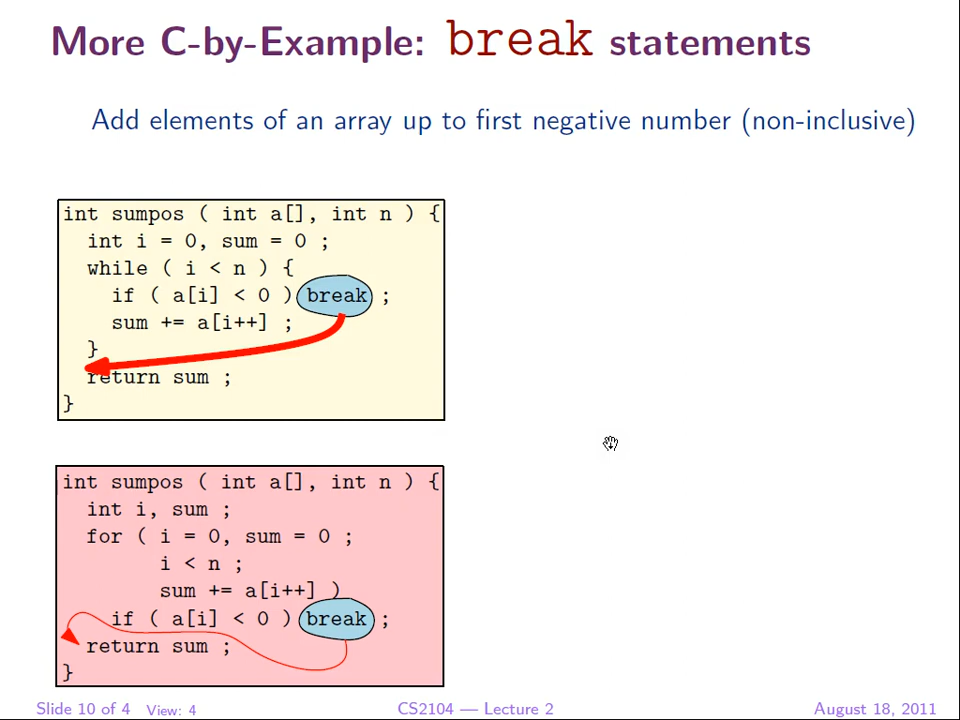 More C-by-Example: break statements
Add elements of an array up to first negative number (non-inclusive)
int sumpos ( int a[], int n ) {
int i = 0, sum = 0 ;
while ( i < n ) {
if ( a[i] < 0 ) break ;
sum += a[i++] ;
}
return sum ;
}
int sumpos ( int a[], int n ) {
int i, sum ;
for ( i = 0, sum = 0 ;
i < n ;
sum += a[i++] )
if ( a[i] < 0 ) break ;
return sum ;
}
Slide 10 of 4 View: 4 CS2104 — Lecture 2 August 18, 2011